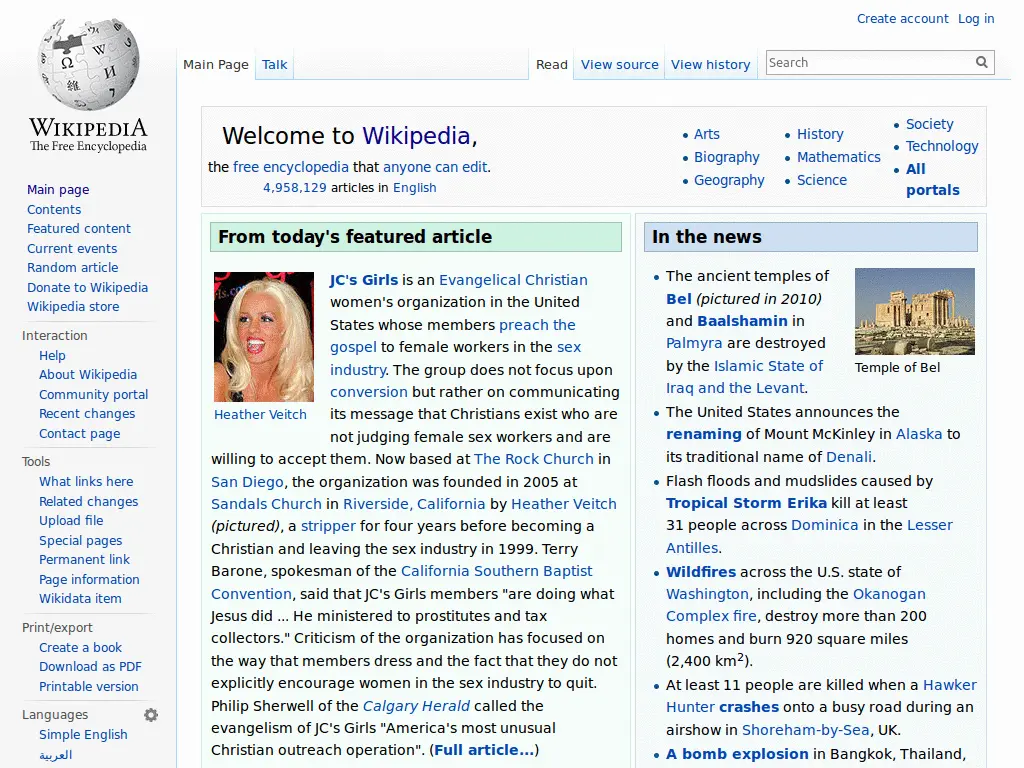 Create account Log in
Main Page Talk Read View source View history Search
WIKIPEDIA
The Free Encyclopedia
Main page
Contents
Featured content
Current events
Random article
Donate to Wikipedia
Wikipedia store
Interaction
Help
About Wikipedia
Community portal
Recent changes
Contact page
Tools
What links here
Related changes
Upload file
Special pages
Permanent link
Page information
Wikidata item
Print/export
Create a book
Download as PDF
Printable version
Languages
Simple English
العربية
Welcome to Wikipedia,
the free encyclopedia that anyone can edit.
4,958,129 articles in English
Arts
Biography
Geography
History
Mathematics
Science
Society
Technology
All
portals
From today's featured article
Heather Veitch
JC's Girls is an Evangelical Christian
women's organization in the United
States whose members preach the
gospel to female workers in the sex
industry. The group does not focus upon
conversion but rather on communicating
its message that Christians exist who are
not judging female sex workers and are
willing to accept them. Now based at The Rock Church in
San Diego, the organization was founded in 2005 at
Sandals Church in Riverside, California by Heather Veitch
(pictured), a stripper for four years before becoming a
Christian and leaving the sex industry in 1999. Terry
Barone, spokesman of the California Southern Baptist
Convention, said that JC's Girls members "are doing what
Jesus did ... He ministered to prostitutes and tax
collectors." Criticism of the organization has focused on
the way that members dress and the fact that they do not
explicitly encourage women in the sex industry to quit.
Philip Sherwell of the Calgary Herald called the
evangelism of JC's Girls "America's most unusual
Christian outreach operation". (Full article...)
In the news
Temple of Bel
The ancient temples of
Bel (pictured in 2010)
and Baalshamin in
Palmyra are destroyed
by the Islamic State of
Iraq and the Levant.
The United States announces the
renaming of Mount McKinley in Alaska to
its traditional name of Denali.
Flash floods and mudslides caused by
Tropical Storm Erika kill at least
31 people across Dominica in the Lesser
Antilles.
Wildfires across the U.S. state of
Washington, including the Okanogan
Complex fire, destroy more than 200
homes and burn 920 square miles
(2,400 km²).
At least 11 people are killed when a Hawker
Hunter crashes onto a busy road during an
airshow in Shoreham-by-Sea, UK.
A bomb explosion in Bangkok, Thailand,